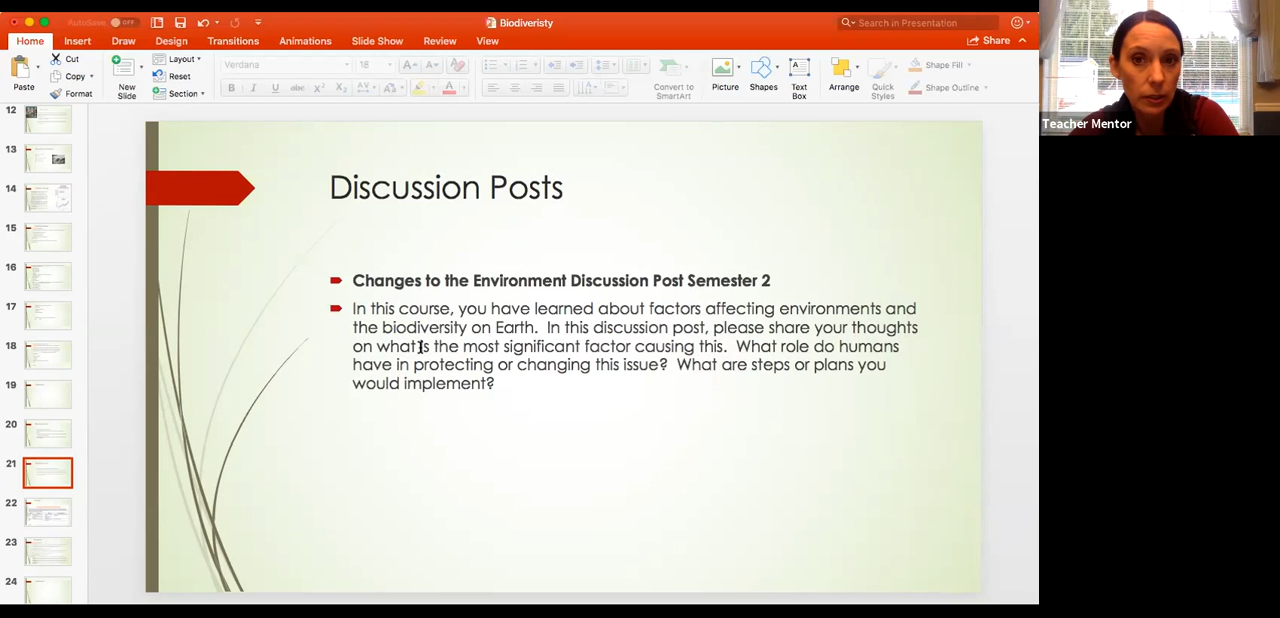 AutoSave OFF
Biodiveristy
Search in Presentation
Home Insert Draw Design Transitions Animations Slide Show Review View
Share
Paste
Cut
Copy
Format
New Slide
Layout
Reset
Section
Verdana
Convert to SmartArt
Picture
Shapes
Text Box
Arrange
Quick Styles
Shape Fill
Shape Outline
Teacher Mentor
12
13
14
15
16
17
18
19
20
21
22
23
24
Discussion Posts
Changes to the Environment Discussion Post Semester 2
In this course, you have learned about factors affecting environments and
the biodiversity on Earth. In this discussion post, please share your thoughts
on what is the most significant factor causing this. What role do humans
have in protecting or changing this issue? What are steps or plans you
would implement?